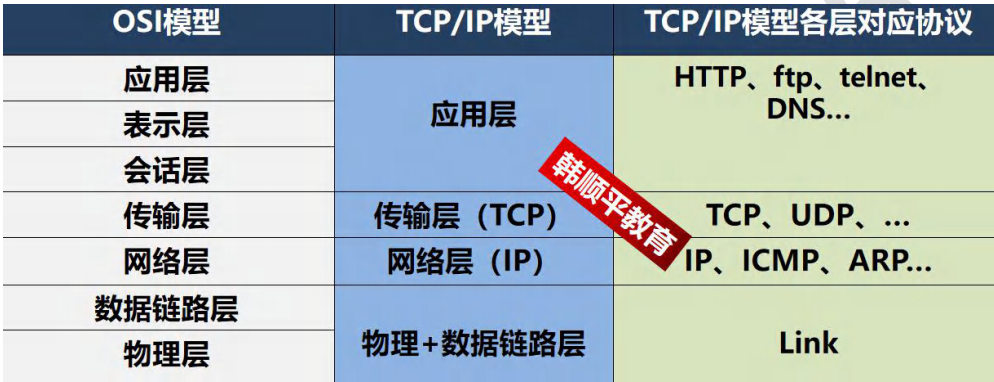 OSI模型 TCP/IP模型 TCP/IP模型各层对应协议
应用层
表示层
会话层
应用层
HTTP、ftp、telnet、
DNS...
传输层 传输层（TCP） TCP、UDP、...
网络层 网络层（IP） IP、ICMP、ARP...
数据链路层
物理层
物理+数据链路层
Link
韩顺平教育